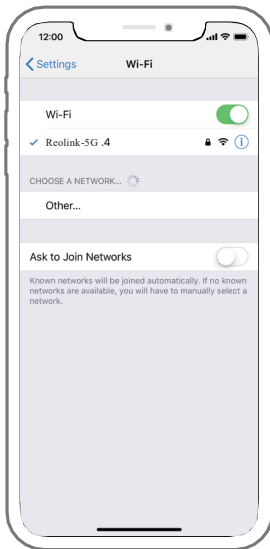 12:00
Settings
Wi-Fi
Wi-Fi
Reolink-5G .4
CHOOSE A NETWORK...
Other...
Ask to Join Networks
Known networks will be joined automatically. If no known
networks are available, you will have to manually select a
network.